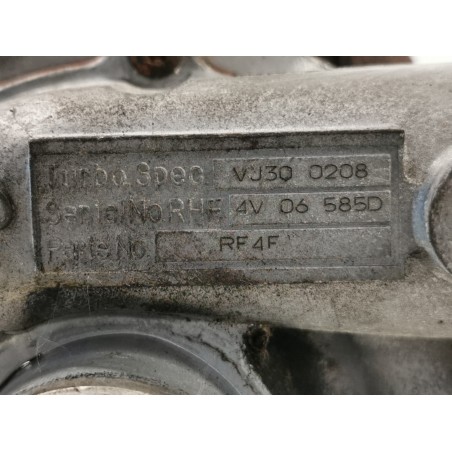 Turbo Spec VJ30 0208
Serial No RHF 4V 06 585D
Parts No RF4F